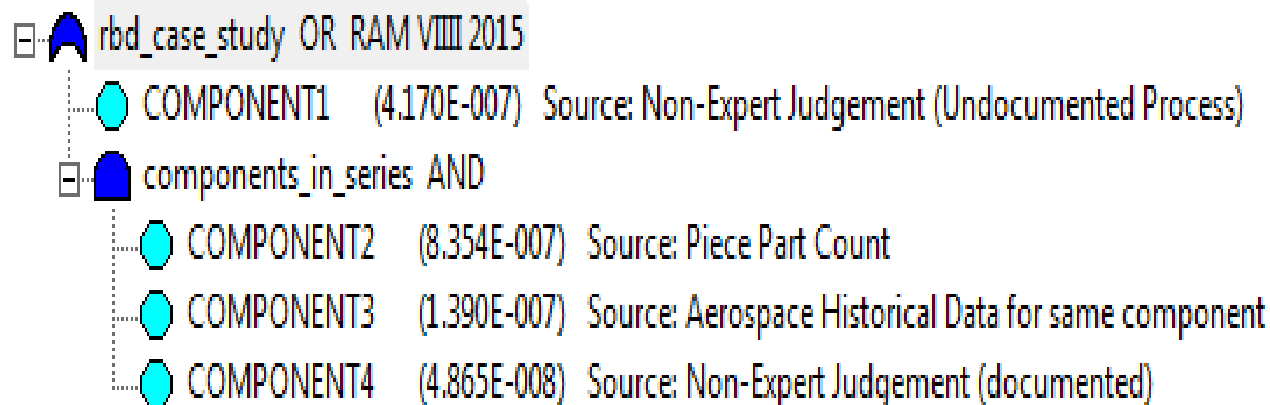 rbd_case_study OR RAM VIIII 2015
COMPONENT1 (4.170E-007) Source: Non-Expert Judgement (Undocumented Process)
components_in_series AND
COMPONENT2 (8.354E-007) Source: Piece Part Count
COMPONENT3 (1.390E-007) Source: Aerospace Historical Data for same component
COMPONENT4 (4.865E-008) Source: Non-Expert Judgement (documented)